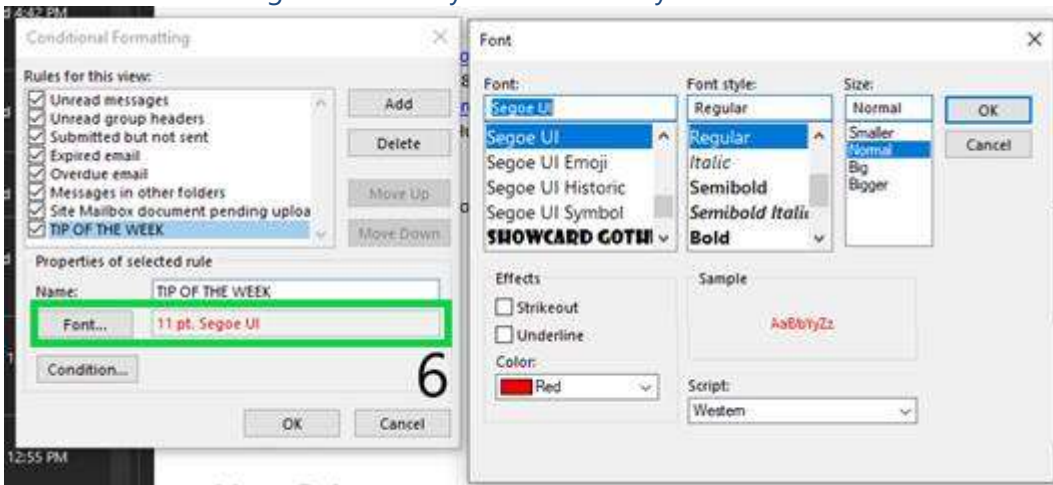 4:42 PM
Conditional Formatting
Rules for this view:
Unread messages
Unread group headers
Submitted but not sent
Expired email
Overdue email
Messages in other folders
Site Mailbox document pending uploa
TIP OF THE WEEK
Add
Delete
Move Up
Move Down
Properties of selected rule
Name:
TIP OF THE WEEK
Font...
11 pt. Segoe UI
Condition...
6
OK
Cancel
12:55 PM
Font
Font:
Segoe UI
Segoe UI
Segoe UI Emoji
Segoe UI Historic
Segoe UI Symbol
SHOWCARD GOTHI
Font style:
Regular
Regular
Italic
Semibold
Semibold Italic
Bold
Size:
Normal
Smaller
Normal
Big
Bigger
OK
Cancel
Effects
Strikeout
Underline
Color:
Red
Sample
AaBbYyZz
Script:
Western